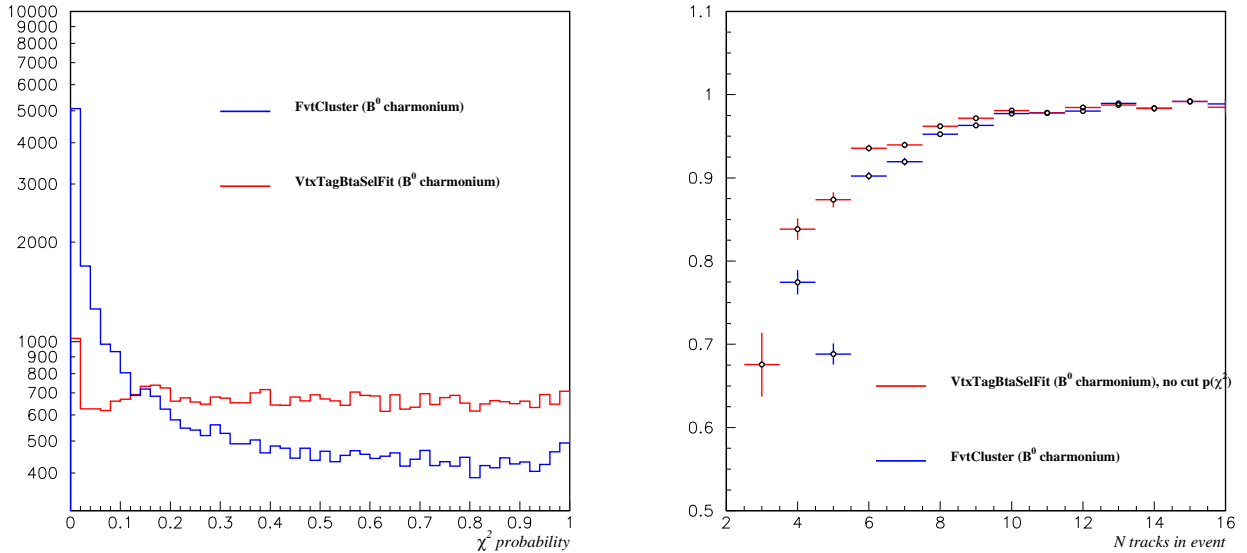 10000
9000
8000
7000
6000
5000
4000
3000
2000
1000
900
800
700
600
500
400
0 0.1 0.2 0.3 0.4 0.5 0.6 0.7 0.8 0.9 1
χ² probability
FvtCluster (B⁰ charmonium)
VtxTagBtaSelFit (B⁰ charmonium)
1.1
1
0.9
0.8
0.7
0.6
0.5
2 4 6 8 10 12 14 16
N tracks in event
VtxTagBtaSelFit (B⁰ charmonium), no cut p(χ²)
FvtCluster (B⁰ charmonium)